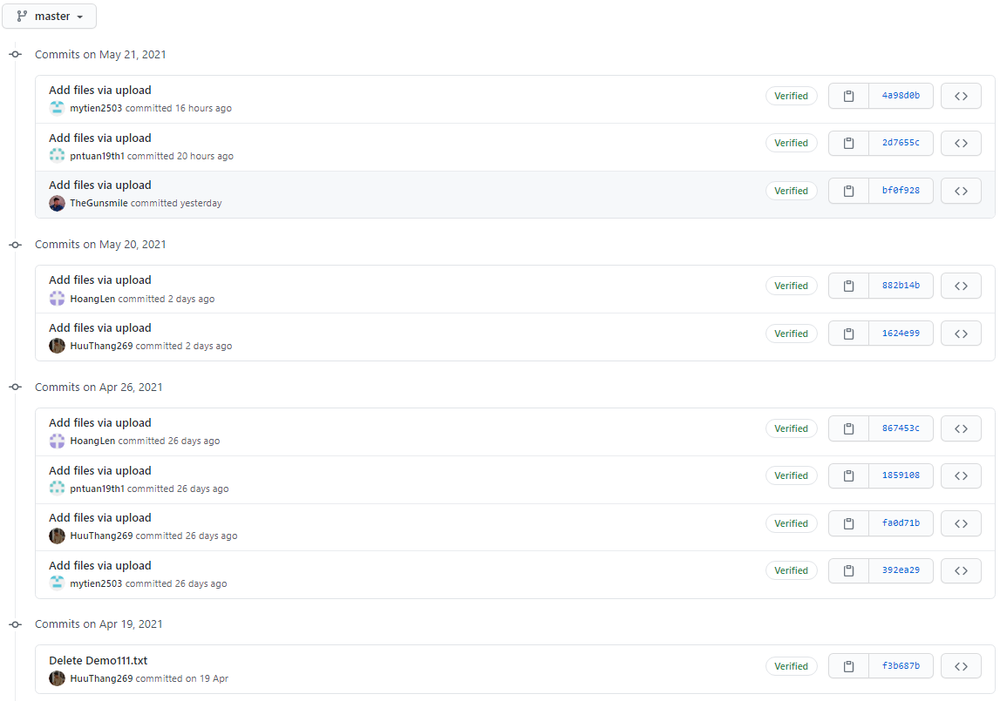 master
Commits on May 21, 2021
Add files via upload
Verified
4a98d0b
mytien2503 committed 16 hours ago
Add files via upload
Verified
2d7655c
pntuan19th1 committed 20 hours ago
Add files via upload
Verified
bf0f928
TheGunsmile committed yesterday
Commits on May 20, 2021
Add files via upload
Verified
882b14b
HoangLen committed 2 days ago
Add files via upload
Verified
1624e99
HuuThang269 committed 2 days ago
Commits on Apr 26, 2021
Add files via upload
Verified
867453c
HoangLen committed 26 days ago
Add files via upload
Verified
1859108
pntuan19th1 committed 26 days ago
Add files via upload
Verified
fa0d71b
HuuThang269 committed 26 days ago
Add files via upload
Verified
392ea29
mytien2503 committed 26 days ago
Commits on Apr 19, 2021
Delete Demo111.txt
Verified
f3b687b
HuuThang269 committed on 19 Apr